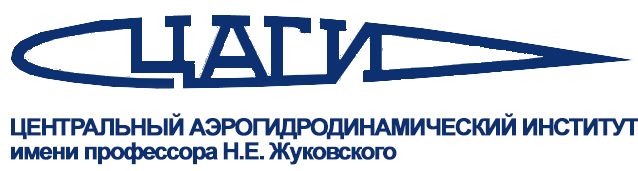 ЦАГИ
ЦЕНТРАЛЬНЫЙ АЭРОГИДРОДИНАМИЧЕСКИЙ ИНСТИТУТ
имени профессора Н.Е. Жуковского